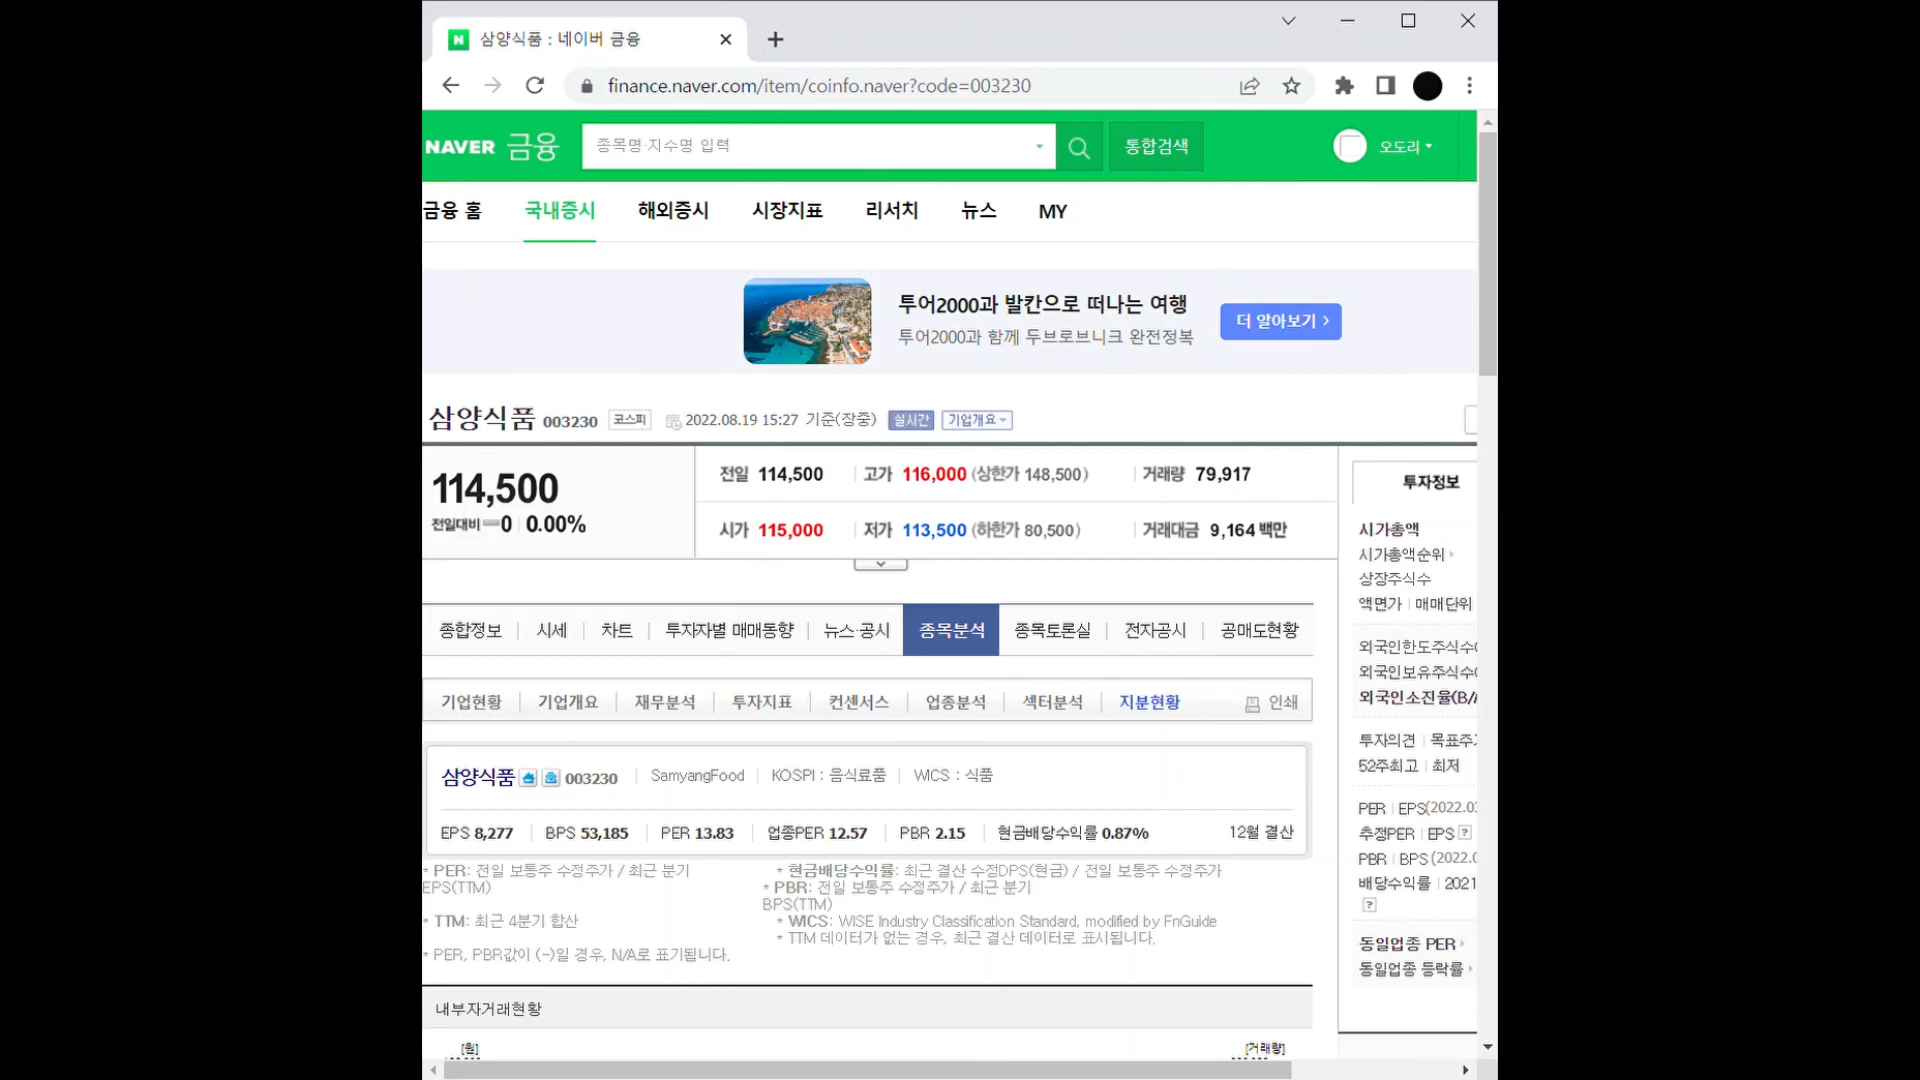 삼양식품 : 네이버 금융
finance.naver.com/item/coinfo.naver?code=003230
NAVER 금융 종목명·지수명 입력 통합검색 오도리
금융 홈 국내증시 해외증시 시장지표 리서치 뉴스 MY
투어2000과 발칸으로 떠나는 여행
투어2000과 함께 두브로브니크 완전정복
더 알아보기 >
삼양식품 003230 코스피 2022.08.19 15:27 기준(장중) 실시간 기업개요
114,500
전일대비 0 0.00%
전일 114,500 고가 116,000 (상한가 148,500) 거래량 79,917
시가 115,000 저가 113,500 (하한가 80,500) 거래대금 9,164 백만
종합정보 시세 차트 투자자별 매매동향 뉴스·공시 종목분석 종목토론실 전자공시 공매도현황
기업현황 기업개요 재무분석 투자지표 컨센서스 업종분석 섹터분석 지분현황 인쇄
삼양식품 003230 SamyangFood KOSPI : 음식료품 WICS : 식품
EPS 8,277 BPS 53,185 PER 13.83 업종PER 12.57 PBR 2.15 현금배당수익률 0.87% 12월 결산
* PER: 전일 보통주 수정주가 / 최근 분기 EPS(TTM)
* TTM: 최근 4분기 합산
* PER, PBR값이 (-)일 경우, N/A로 표기됩니다.
* 현금배당수익률: 최근 결산 수정DPS(현금) / 전일 보통주 수정주가
* PBR: 전일 보통주 수정주가 / 최근 분기
BPS(TTM)
* WICS: WISE Industry Classification Standard, modified by FnGuide
* TTM 데이터가 없는 경우, 최근 결산 데이터로 표시됩니다.
내부자거래현황
[원] [거래량]
투자정보
시가총액
시가총액순위
상장주식수
액면가 매매단위
외국인한도주식수
외국인보유주식수
외국인소진율(B/A
투자의견 목표주
52주최고 최저
PER EPS(2022.03
추정PER EPS
PBR BPS (2022.0
배당수익률 2021
동일업종 PER
동일업종 등락률